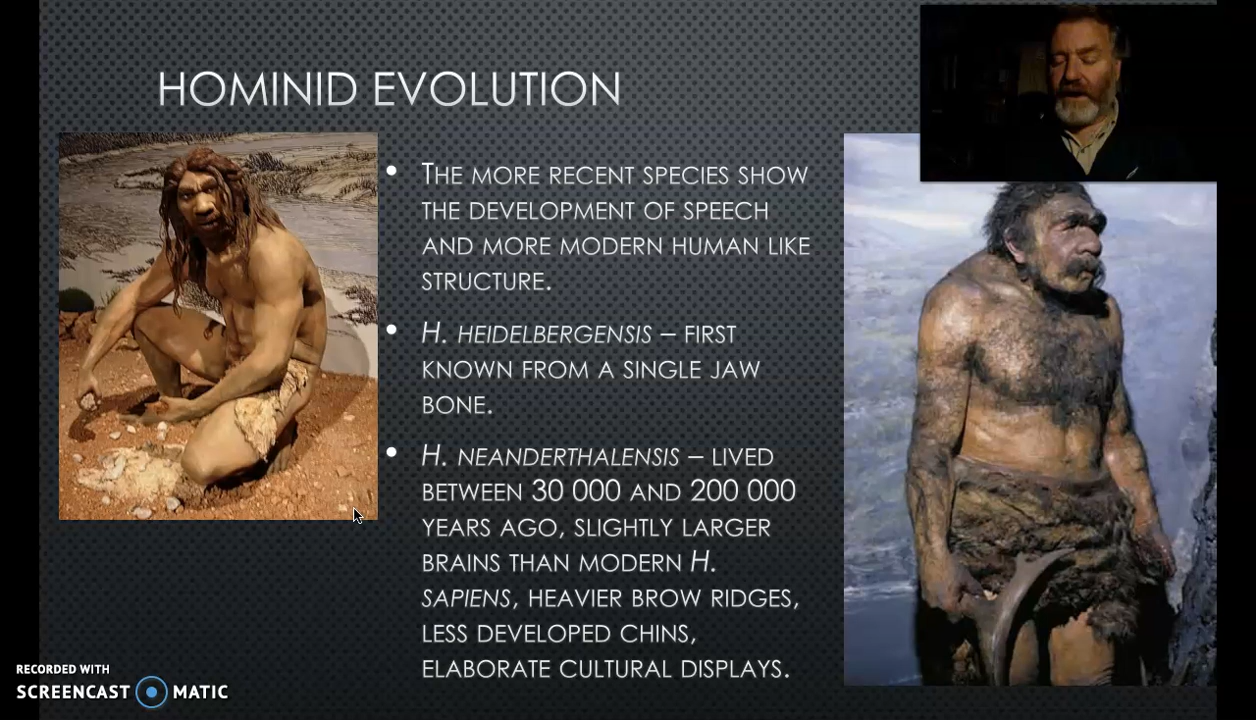 HOMINID EVOLUTION
• THE MORE RECENT SPECIES SHOW
THE DEVELOPMENT OF SPEECH
AND MORE MODERN HUMAN LIKE
STRUCTURE.
• H. HEIDELBERGENSIS – FIRST
KNOWN FROM A SINGLE JAW
BONE.
• H. NEANDERTHALENSIS – LIVED
BETWEEN 30 000 AND 200 000
YEARS AGO, SLIGHTLY LARGER
BRAINS THAN MODERN H.
SAPIENS, HEAVIER BROW RIDGES,
LESS DEVELOPED CHINS,
ELABORATE CULTURAL DISPLAYS.
RECORDED WITH
SCREENCAST MATIC